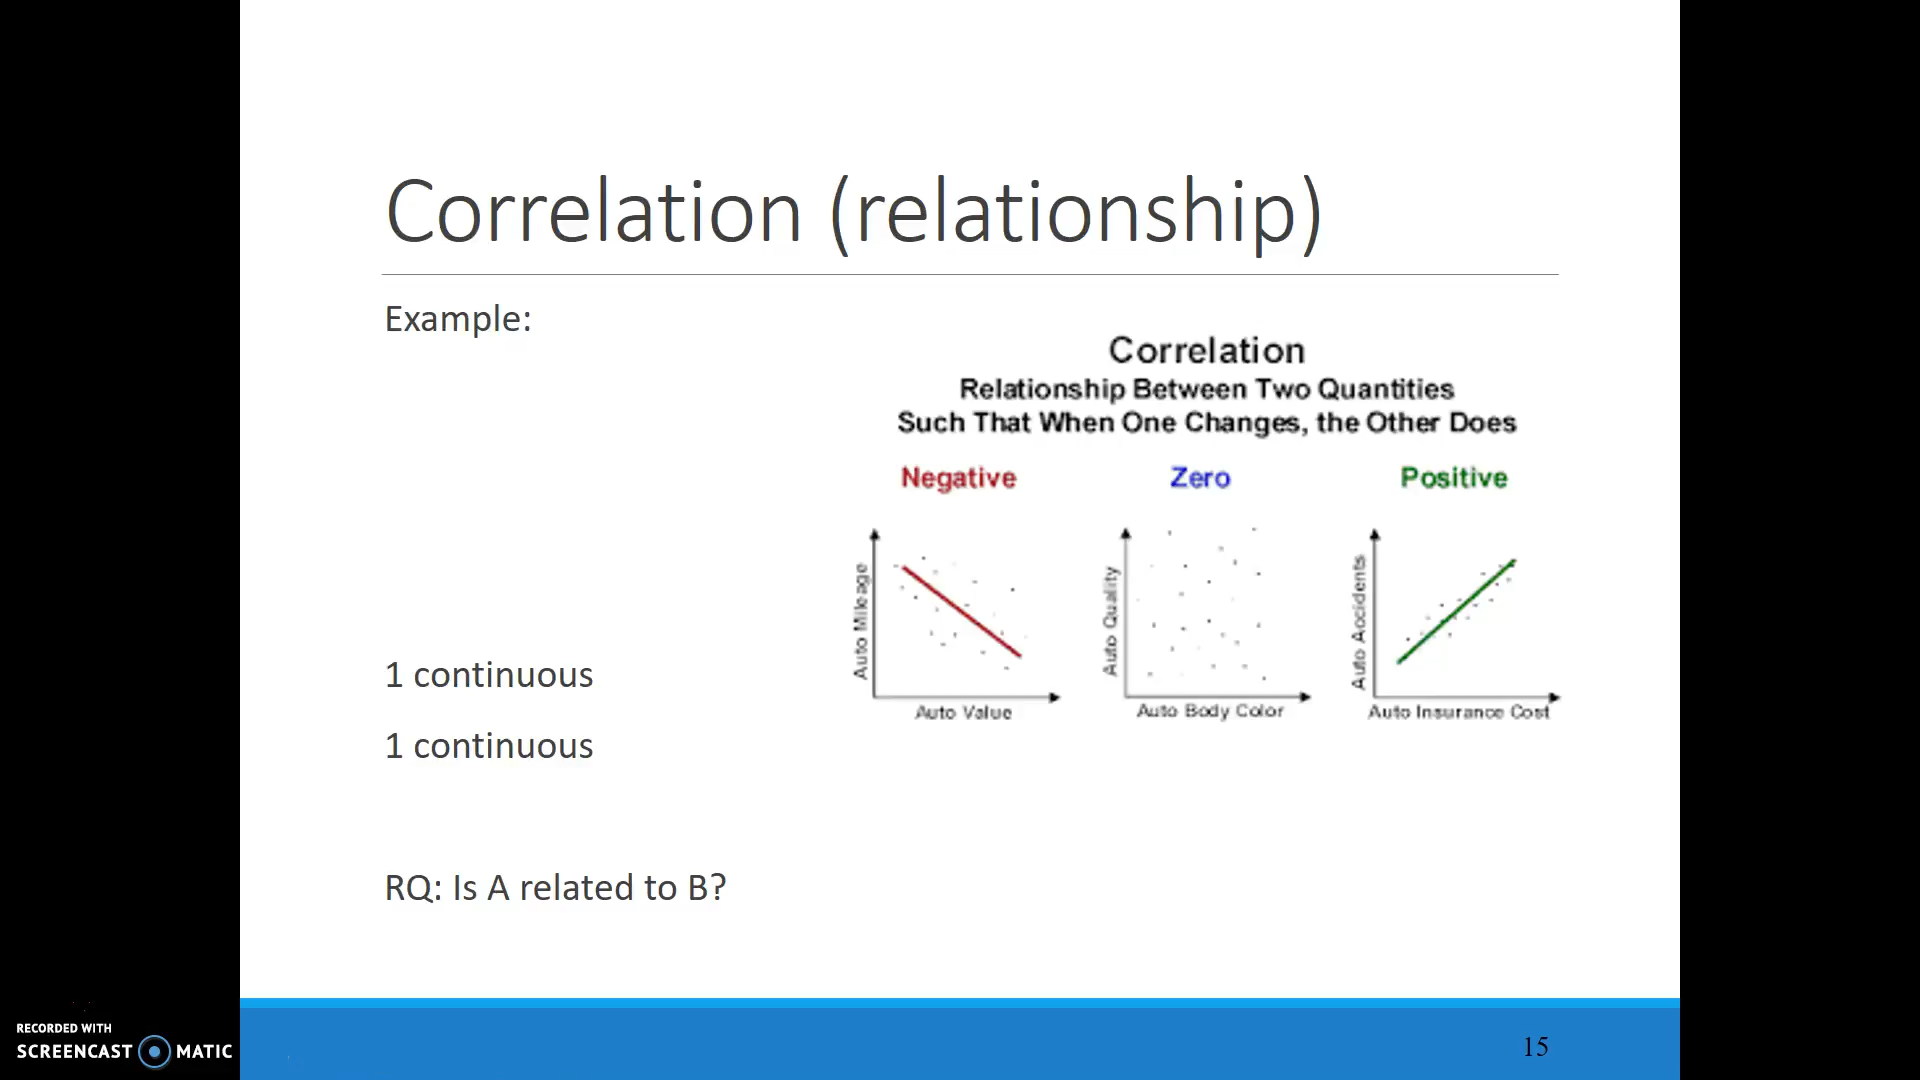 Correlation (relationship)
Example:
Correlation
Relationship Between Two Quantities
Such That When One Changes, the Other Does
Negative
Zero
Positive
Auto Mileage
Auto Value
Auto Quality
Auto Body Color
Auto Accidents
Auto Insurance Cost
1 continuous
1 continuous
RQ: Is A related to B?
RECORDED WITH
SCREENCAST MATIC
15